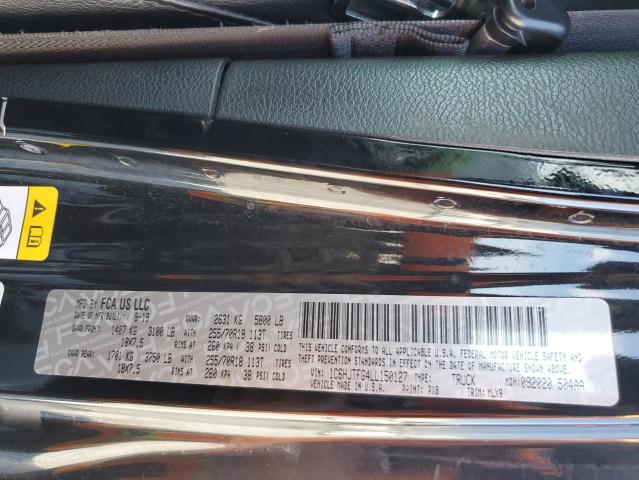 MFD BY FCA US LLC
DATE OF MFR/BUILT: 9-19 GVWR: 2631 KG 5800 LB
GAWR FRONT: 1407 KG 3100 LB WITH 255/70R18 113T TIRES
18X7.5 RIMS AT 260 KPA ( 38 PSI) COLD
GAWR REAR: 1701 KG 3750 LB WITH 255/70R18 113T TIRES
18X7.5 RIMS AT 260 KPA ( 38 PSI) COLD
THIS VEHICLE CONFORMS TO ALL APPLICABLE U.S.A. FEDERAL MOTOR VEHICLE SAFETY AND
THEFT PREVENTION STANDARDS IN EFFECT ON THE DATE OF MANUFACTURE SHOWN ABOVE.
VIN: 1C6HJTFG4LL150127 TYPE: TRUCK MDH: 092020 504AA
MADE IN U.S.A. PAINT: PX8 TRIM: MLX9